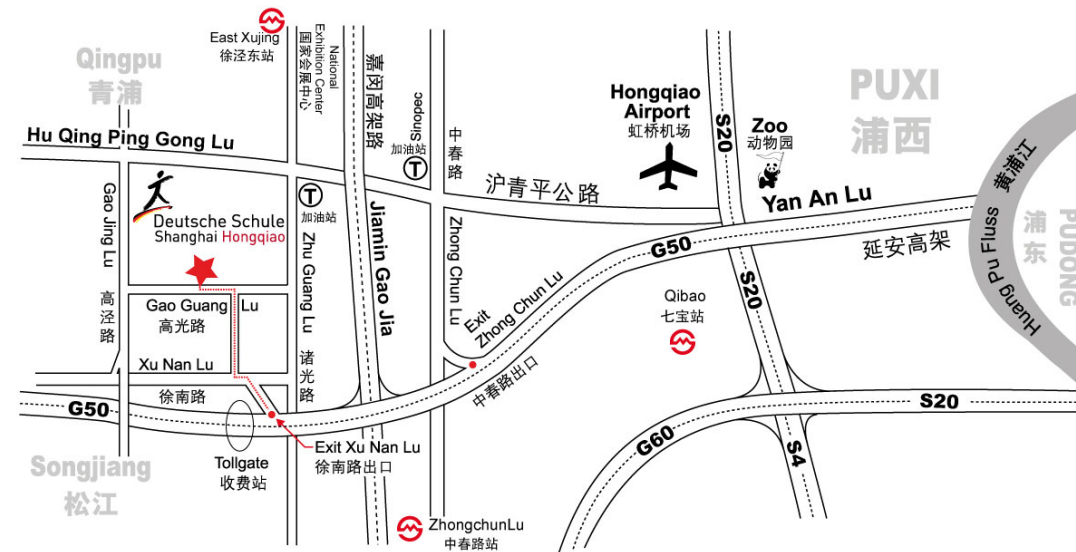 East Xujing
徐泾东站
Qingpu
青浦
National
Exhibition Center
国家会展中心
嘉闵高架路
Sinopec
加油站
T
中春路
Hongqiao
Airport
虹桥机场
S20
Zoo
动物园
PUXI
浦西
Hu Qing Ping Gong Lu
沪青平公路
Yan An Lu
延安高架
黄浦江
Huang Pu Fluss
浦东
PUDONG
Gao Jing Lu
高泾路
Deutsche Schule
Shanghai Hongqiao
T
加油站
Zhu Guang Lu
诸光路
Jiamin Gao Jia
Zhong Chun Lu
G50
S20
Gao Guang Lu
高光路
Exit
Zhong Chun Lu
中春路出口
Qibao
七宝站
Xu Nan Lu
徐南路
G50
S20
G60
S4
Exit Xu Nan Lu
徐南路出口
Tollgate
收费站
Songjiang
松江
ZhongchunLu
中春路站